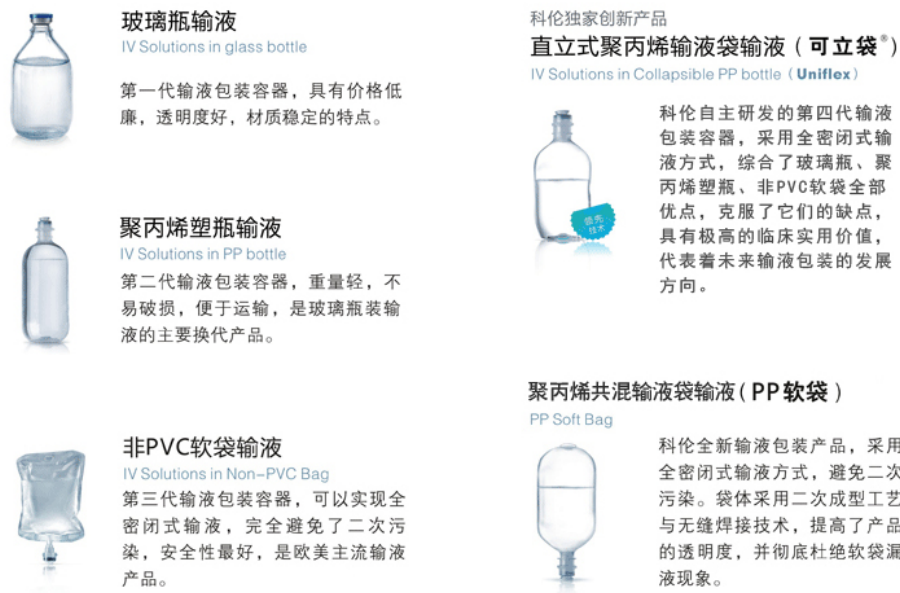 玻璃瓶输液
IV Solutions in glass bottle
第一代输液包装容器，具有价格低
廉，透明度好，材质稳定的特点。
聚丙烯塑瓶输液
IV Solutions in PP bottle
第二代输液包装容器，重量轻，不
易破损，便于运输，是玻璃瓶装输
液的主要换代产品。
非PVC软袋输液
IV Solutions in Non-PVC Bag
第三代输液包装容器，可以实现全
密闭式输液，完全避免了二次污
染，安全性最好，是欧美主流输液
产品。
科伦独家创新产品
直立式聚丙烯输液袋输液（可立袋®）
IV Solutions in Collapsible PP bottle（Uniflex）
科伦自主研发的第四代输液
包装容器，采用全密闭式输
液方式，综合了玻璃瓶、聚
丙烯塑瓶、非PVC软袋全部
优点，克服了它们的缺点，
具有极高的临床实用价值，
代表着未来输液包装的发展
方向。
领先
技术
聚丙烯共混输液袋输液(PP软袋)
PP Soft Bag
科伦全新输液包装产品，采用
全密闭式输液方式，避免二次
污染。袋体采用二次成型工艺
与无缝焊接技术，提高了产品
的透明度，并彻底杜绝软袋漏
液现象。